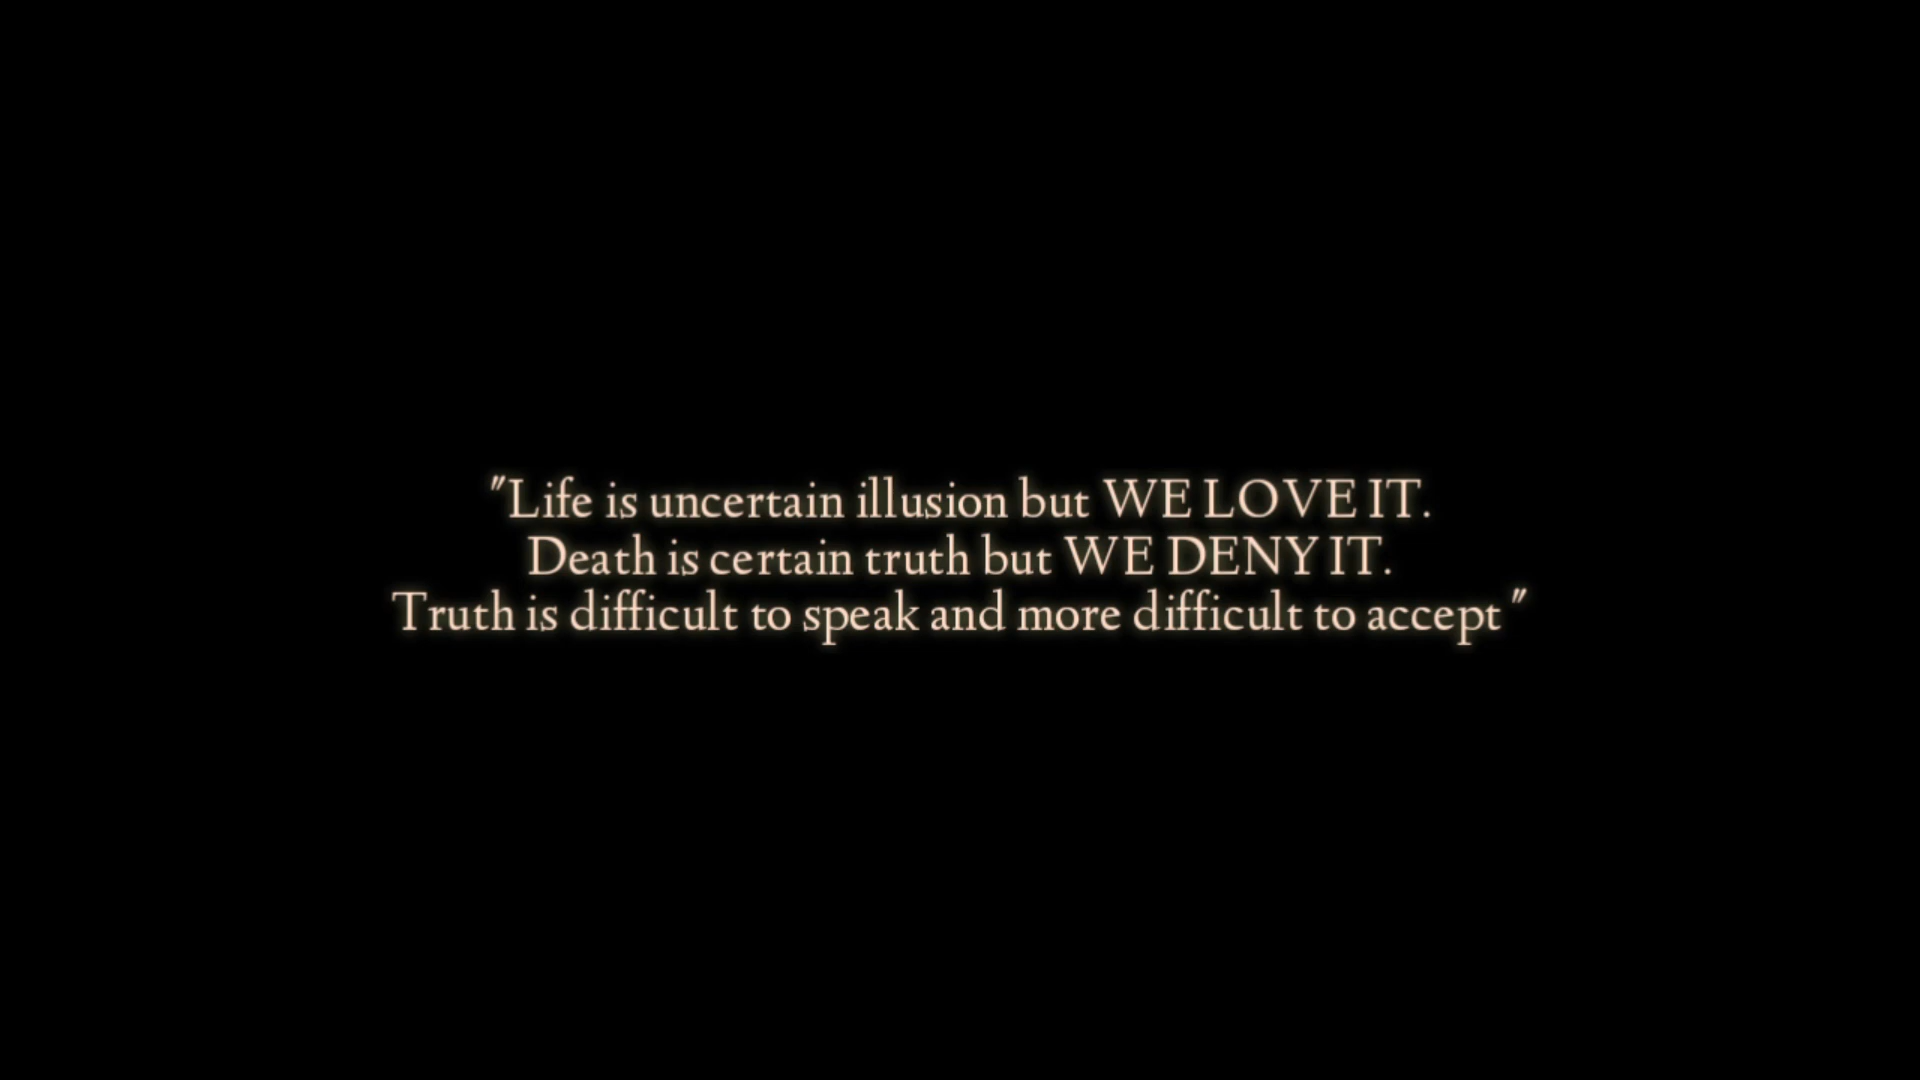 "Life is uncertain illusion but WE LOVE IT.
Death is certain truth but WE DENY IT.
Truth is difficult to speak and more difficult to accept "